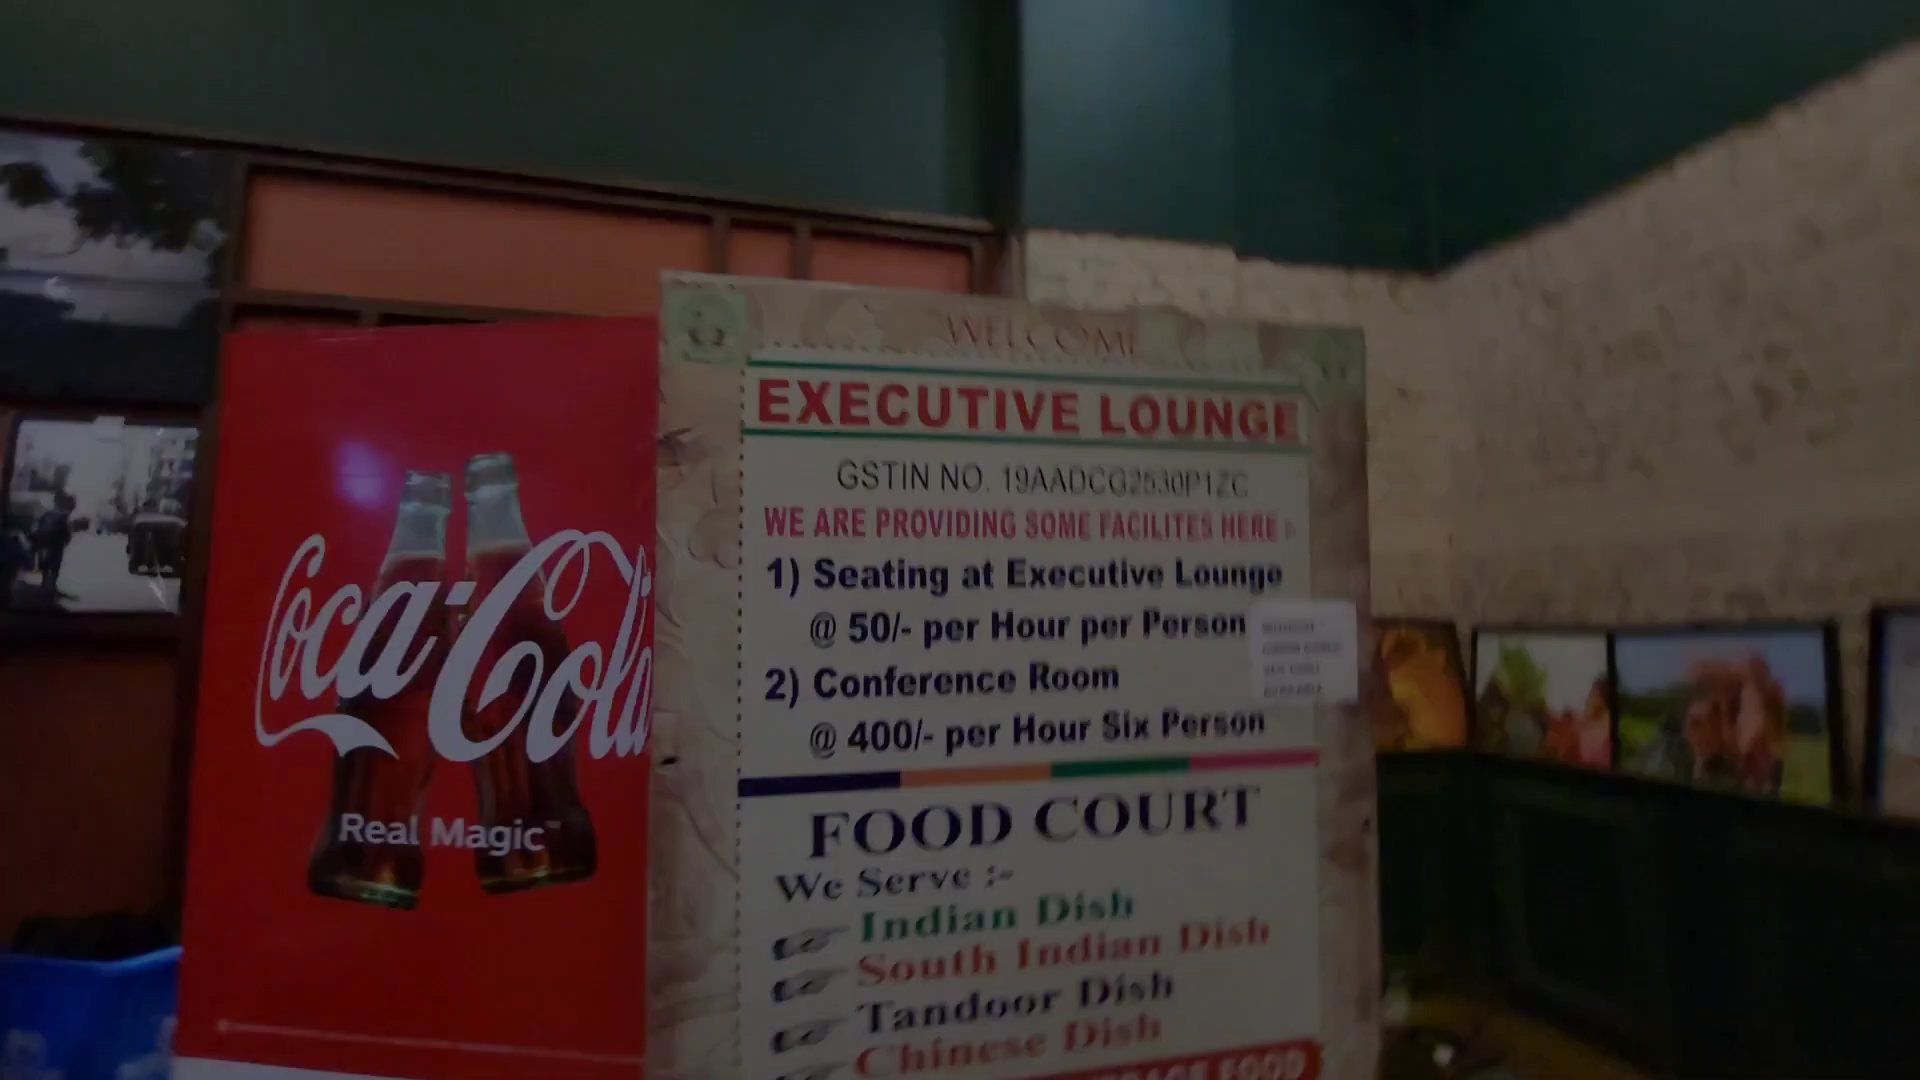 Coca-Cola
Real Magic™
WELCOME
EXECUTIVE LOUNGE
GSTIN NO. 19AADCG2530P1ZC
WE ARE PROVIDING SOME FACILITES HERE :-
1) Seating at Executive Lounge
@ 50/- per Hour per Person
2) Conference Room
@ 400/- per Hour Six Person
FOOD COURT
We Serve :-
Indian Dish
South Indian Dish
Tandoor Dish
Chinese Dish
FOOD